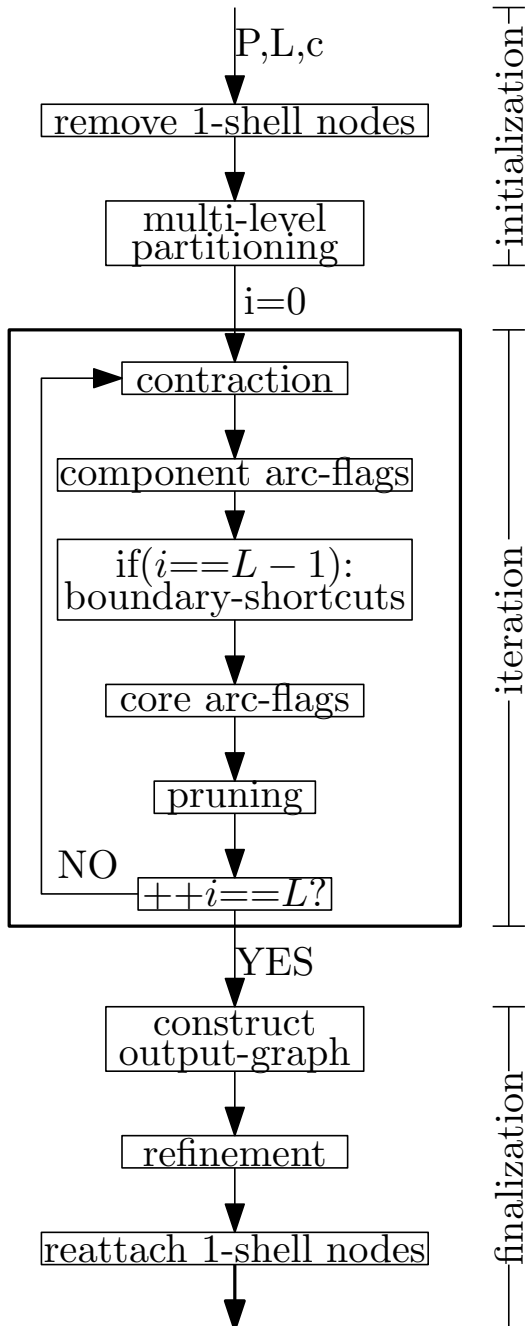 P,L,c
remove 1-shell nodes
multi-level
partitioning
initialization
i=0
contraction
component arc-flags
if(i==L − 1):
boundary-shortcuts
core arc-flags
pruning
NO
++i==L?
iteration
YES
construct
output-graph
refinement
reattach 1-shell nodes
finalization